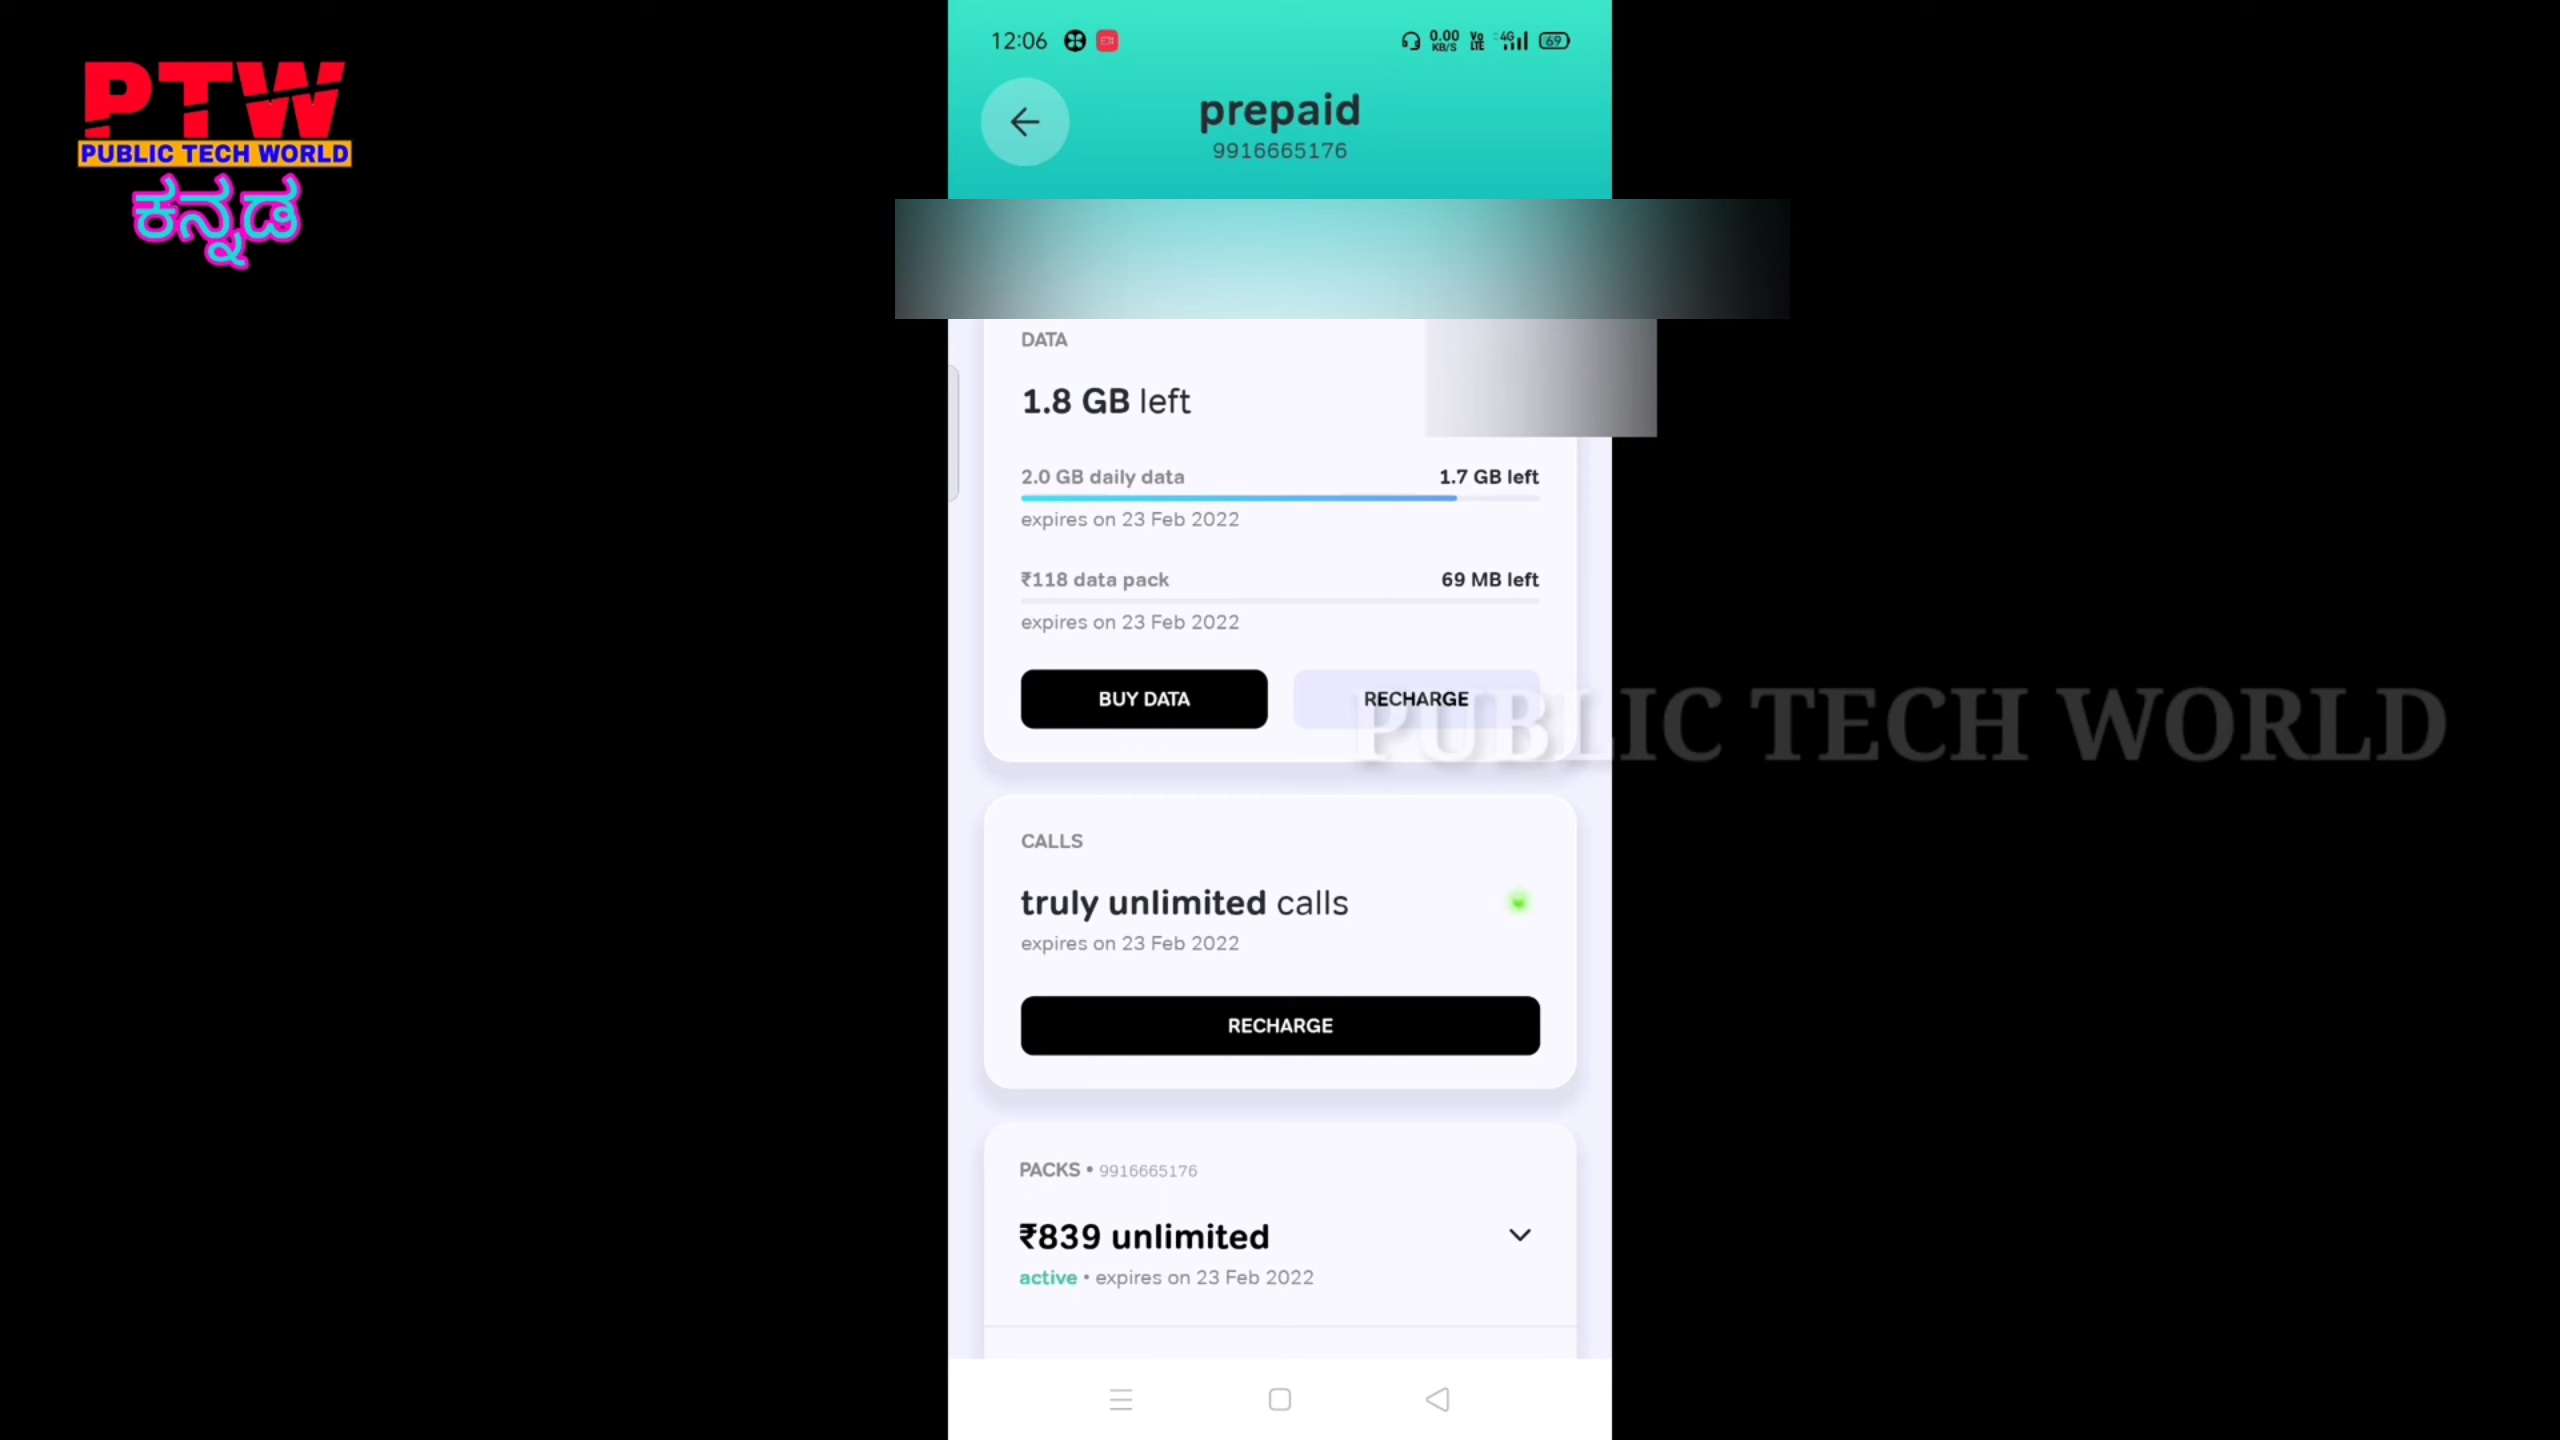 PTW
PUBLIC TECH WORLD
ಕನ್ನಡ
12:06
0.00
KB/S
Vo
LTE
4G
69
prepaid
9916665176
DATA
1.8 GB left
2.0 GB daily data
1.7 GB left
expires on 23 Feb 2022
₹118 data pack
69 MB left
expires on 23 Feb 2022
BUY DATA
RECHARGE
PUBLIC TECH WORLD
CALLS
truly unlimited calls
expires on 23 Feb 2022
RECHARGE
PACKS • 9916665176
₹839 unlimited
active • expires on 23 Feb 2022